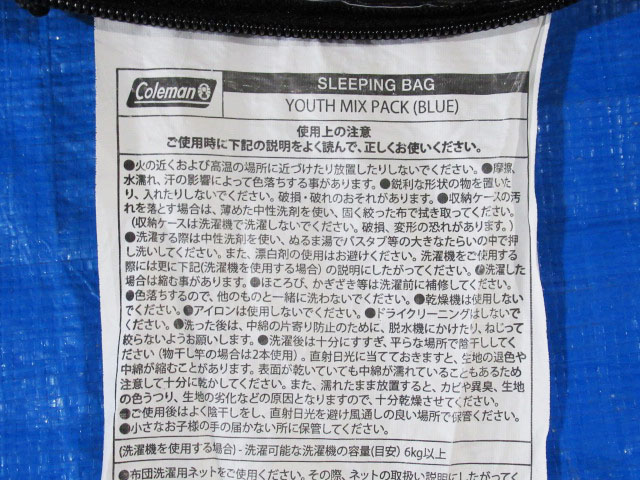 Coleman
SLEEPING BAG
YOUTH MIX PACK (BLUE)
使用上の注意
ご使用時に下記の説明をよく読んで、正しくお使いください。
●火の近くおよび高温の場所に近づけたり放置したりしないでください。●摩擦、
水濡れ、汗の影響によって色落ちする事があります。●鋭利な形状の物を置いた
り、入れたりしないでください。破損・破れのおそれがあります。●収納ケースの汚
れを落とす場合は、薄めた中性洗剤を使い、固く絞った布で拭き取ってください。
(収納ケースは洗濯機で洗濯しないでください。破損、変形の恐れがあります。)
●洗濯する際は中性洗剤を使い、ぬるま湯でバスタブ等の大きなたらいの中で押
し洗いしてください。また、漂白剤の使用はお避けください。洗濯機をご使用する
際には更に下記(洗濯機を使用する場合)の説明にしたがってください。●洗濯した
場合は縮む事があります。●ほころび、かぎざき等は洗濯前に補修してください。
●色落ちするので、他のものと一緒に洗わないでください。●乾燥機は使用しない
でください。●アイロンは使用しないでください。●ドライクリーニングはしないで
ください。●洗った後は、中綿の片寄り防止のために、脱水機にかけたり、ねじって
絞らないようお願いします。●洗濯後は十分にすすぎ、平らな場所で陰干ししてく
ださい(物干し竿の場合は2本使用)。直射日光に当てておきますと、生地の退色や
中綿が縮むことがあります。表面が乾いていても中綿が濡れていることもあるため
注意して十分に乾かしてください。また、濡れたまま放置すると、カビや異臭、生地
の色うつり、生地の劣化などの原因となりますので、十分乾燥させてください。
●ご使用後はよく陰干しをし、直射日光を避け風通しの良い場所で保管ください。
●小さなお子様の手の届かない所に保管してください。
(洗濯機を使用する場合) - 洗濯可能な洗濯機の容量(目安) 6kg以上
●布団洗濯用ネットをご使用ください。その際、ネットの取扱い説明にしたがってく